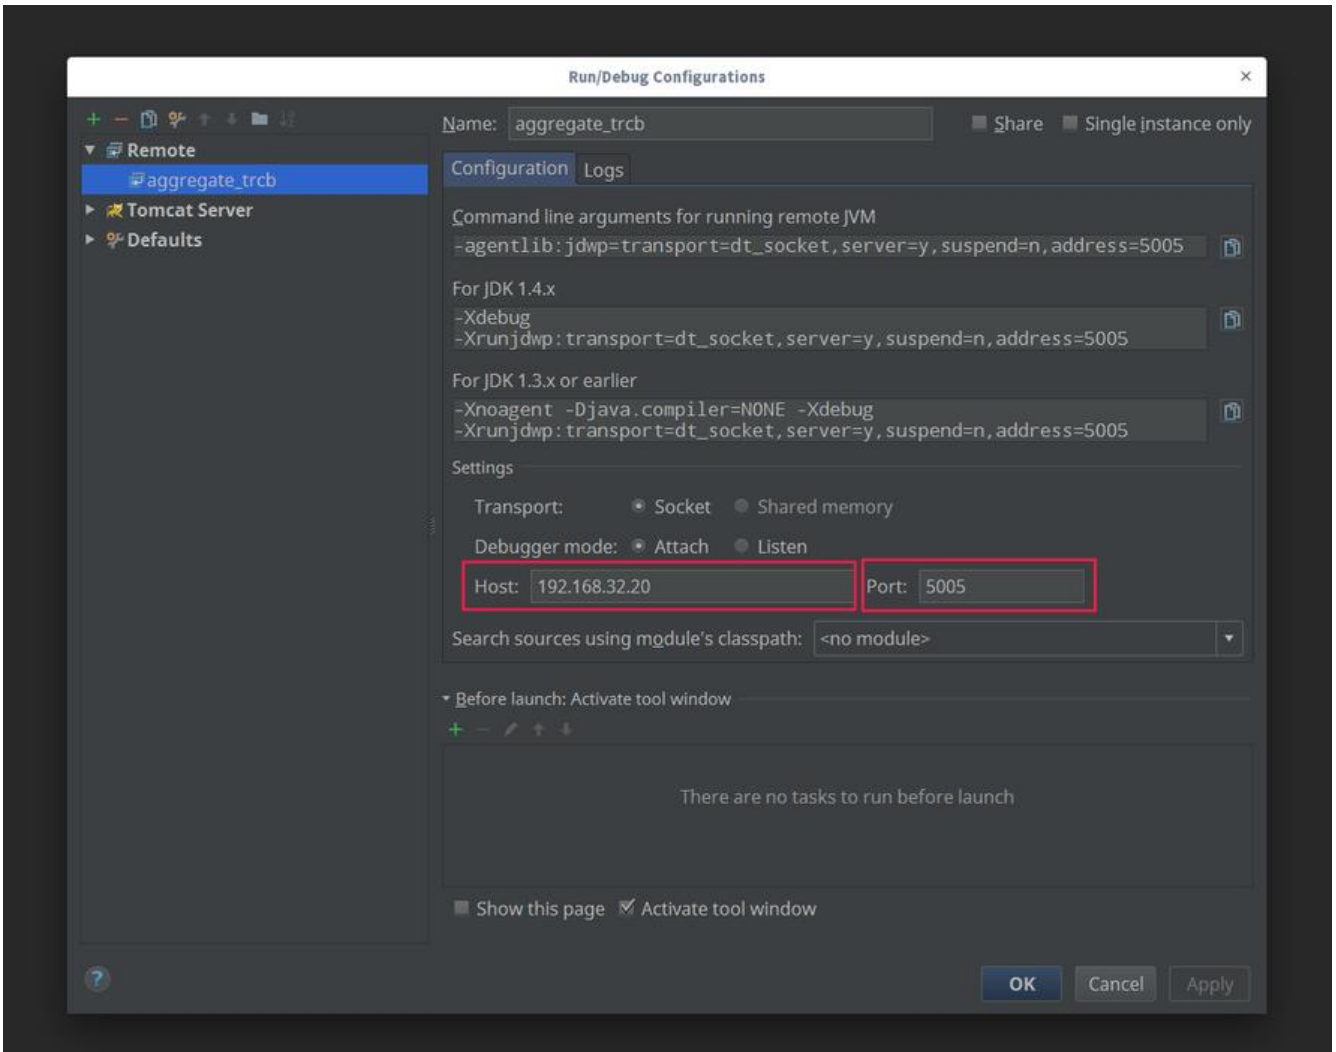 Run/Debug Configurations
Name: aggregate_trcb Share Single instance only
Remote
aggregate_trcb
Tomcat Server
Defaults
Configuration Logs
Command line arguments for running remote JVM
-agentlib:jdwp=transport=dt_socket,server=y,suspend=n,address=5005
For JDK 1.4.x
-Xdebug
-Xrunjdwp:transport=dt_socket,server=y,suspend=n,address=5005
For JDK 1.3.x or earlier
-Xnoagent -Djava.compiler=NONE -Xdebug
-Xrunjdwp:transport=dt_socket,server=y,suspend=n,address=5005
Settings
Transport: Socket Shared memory
Debugger mode: Attach Listen
Host: 192.168.32.20 Port: 5005
Search sources using module's classpath: <no module>
Before launch: Activate tool window
There are no tasks to run before launch
Show this page Activate tool window
? OK Cancel Apply